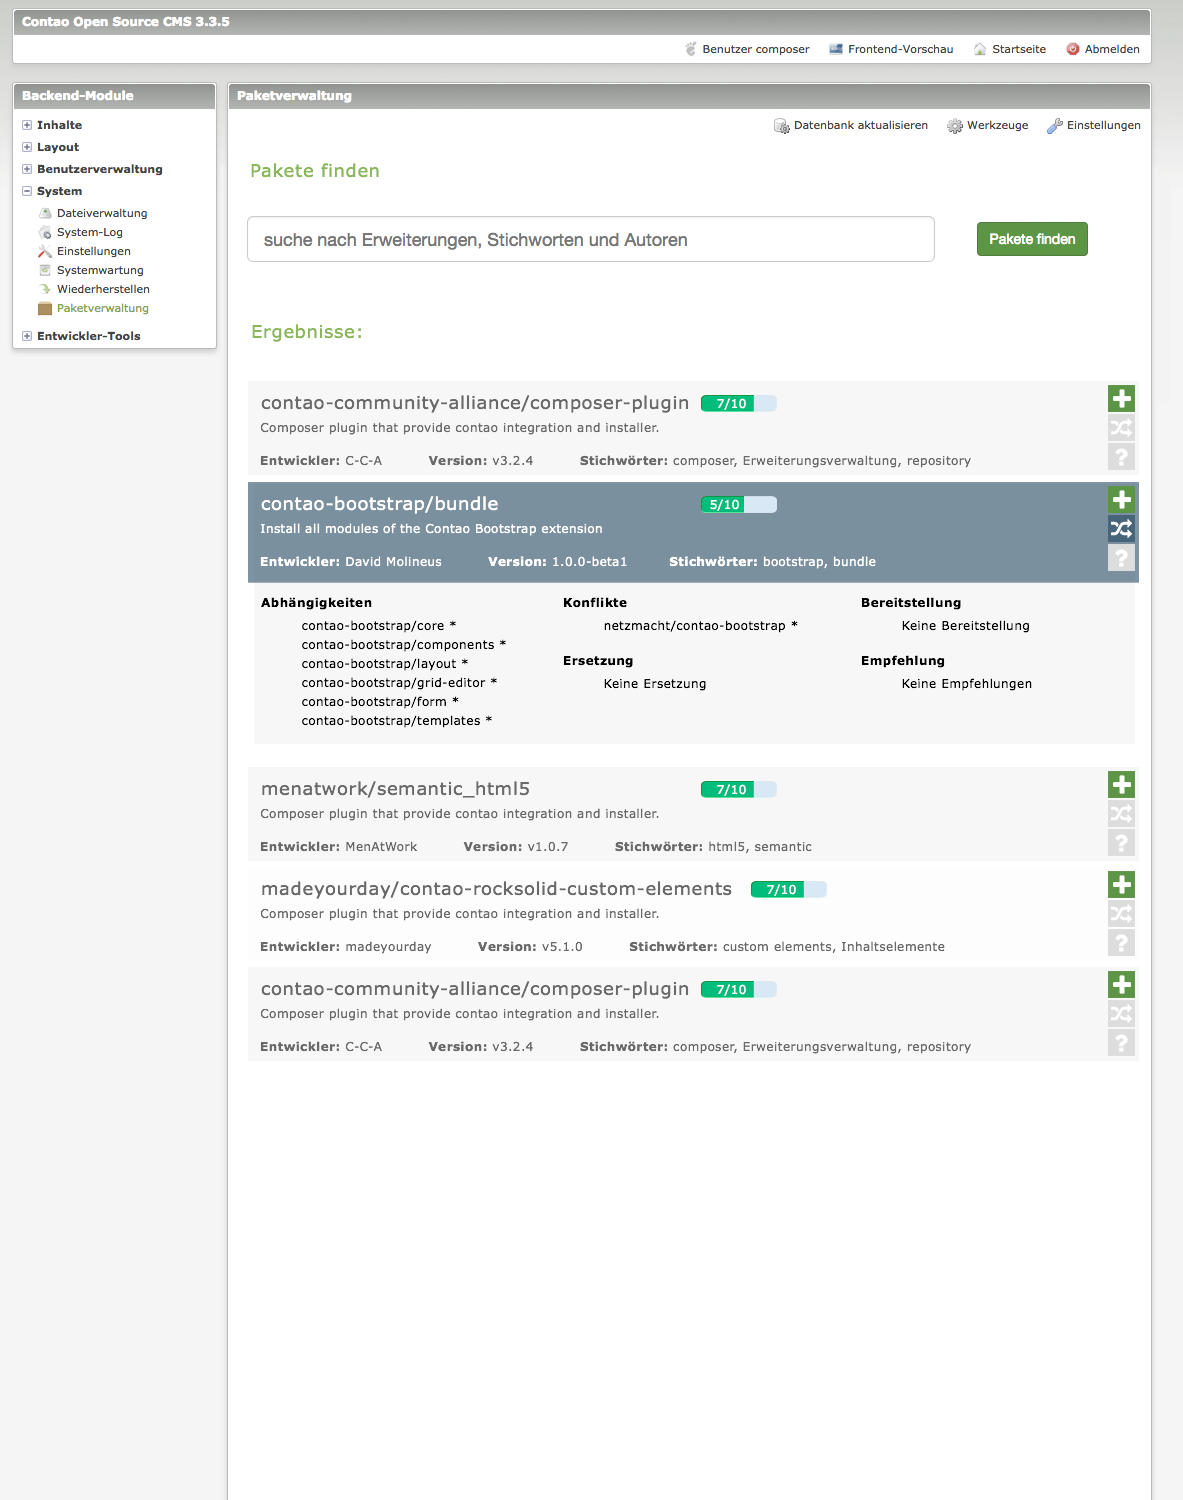 Contao Open Source CMS 3.3.5
Benutzer composer Frontend-Vorschau Startseite Abmelden
Backend-Module
Inhalte
Layout
Benutzerverwaltung
System
Dateiverwaltung
System-Log
Einstellungen
Systemwartung
Wiederherstellen
Paketverwaltung
Entwickler-Tools
Paketverwaltung
Datenbank aktualisieren Werkzeuge Einstellungen
Pakete finden
suche nach Erweiterungen, Stichworten und Autoren Pakete finden
Ergebnisse:
contao-community-alliance/composer-plugin 7/10
Composer plugin that provide contao integration and installer.
Entwickler: C-C-A Version: v3.2.4 Stichwörter: composer, Erweiterungsverwaltung, repository
?
contao-bootstrap/bundle 5/10
Install all modules of the Contao Bootstrap extension
Entwickler: David Molineus Version: 1.0.0-beta1 Stichwörter: bootstrap, bundle
?
Abhängigkeiten
contao-bootstrap/core *
contao-bootstrap/components *
contao-bootstrap/layout *
contao-bootstrap/grid-editor *
contao-bootstrap/form *
contao-bootstrap/templates *
Konflikte
netzmacht/contao-bootstrap *
Ersetzung
Keine Ersetzung
Bereitstellung
Keine Bereitstellung
Empfehlung
Keine Empfehlungen
menatwork/semantic_html5 7/10
Composer plugin that provide contao integration and installer.
Entwickler: MenAtWork Version: v1.0.7 Stichwörter: html5, semantic
?
madeyourday/contao-rocksolid-custom-elements 7/10
Composer plugin that provide contao integration and installer.
Entwickler: madeyourday Version: v5.1.0 Stichwörter: custom elements, Inhaltselemente
?
contao-community-alliance/composer-plugin 7/10
Composer plugin that provide contao integration and installer.
Entwickler: C-C-A Version: v3.2.4 Stichwörter: composer, Erweiterungsverwaltung, repository
?